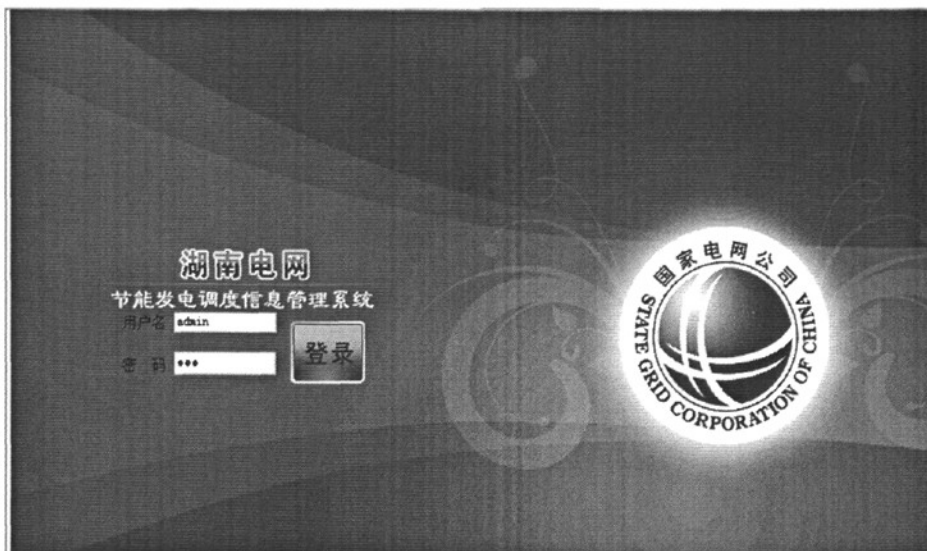 湖南电网
节能发电调度信息管理系统
用户名 admin
密 码 ***
登录
国家电网公司
STATE GRID CORPORATION OF CHINA